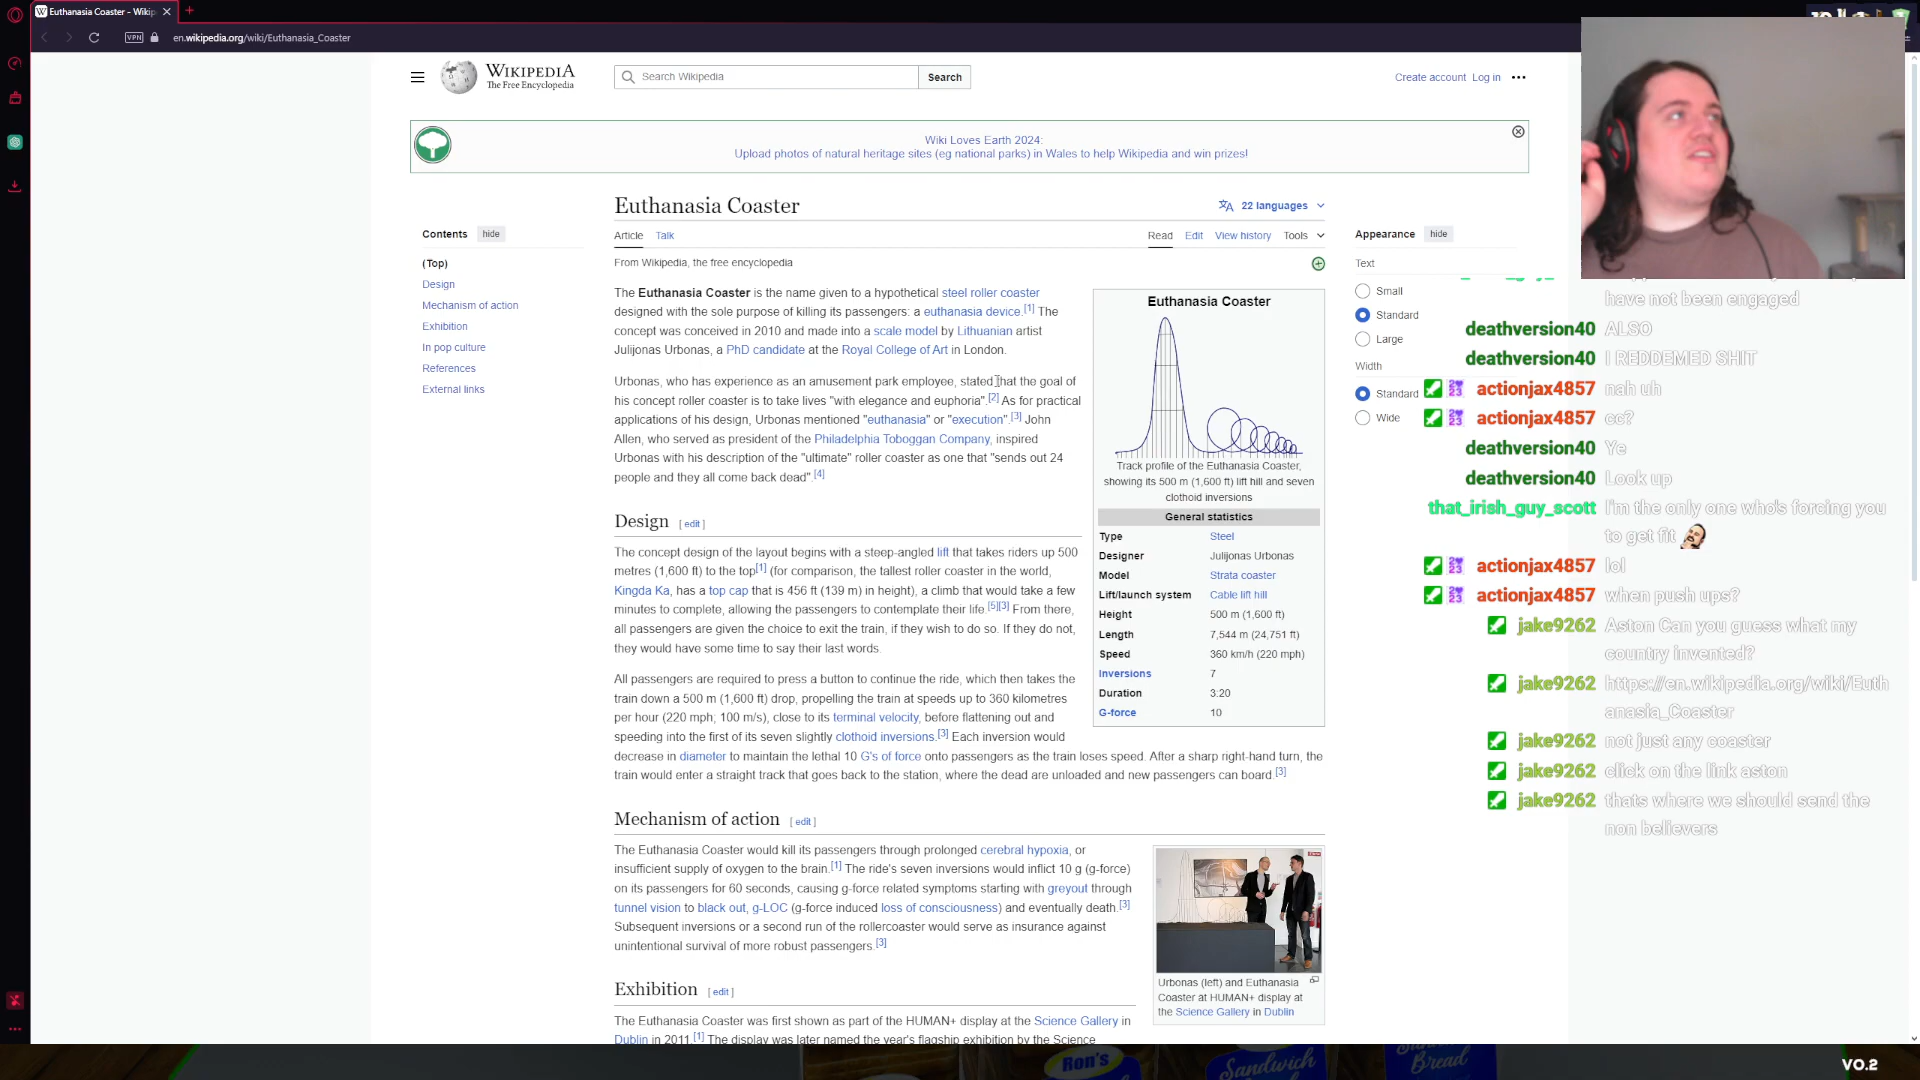 Euthanasia Coaster - Wikip
VPN
en.wikipedia.org/wiki/Euthanasia_Coaster
WIKIPEDIA
The Free Encyclopedia
Search Wikipedia
Search
Create account
Log in
Wiki Loves Earth 2024:
Upload photos of natural heritage sites (eg national parks) in Wales to help Wikipedia and win prizes!
Contents
hide
(Top)
Design
Mechanism of action
Exhibition
In pop culture
References
External links
Euthanasia Coaster
22 languages
Article
Talk
Read
Edit
View history
Tools
From Wikipedia, the free encyclopedia
The Euthanasia Coaster is the name given to a hypothetical steel roller coaster
designed with the sole purpose of killing its passengers: a euthanasia device.[1] The
concept was conceived in 2010 and made into a scale model by Lithuanian artist
Julijonas Urbonas, a PhD candidate at the Royal College of Art in London.
Urbonas, who has experience as an amusement park employee, stated that the goal of
his concept roller coaster is to take lives "with elegance and euphoria".[2] As for practical
applications of his design, Urbonas mentioned "euthanasia" or "execution".[3] John
Allen, who served as president of the Philadelphia Toboggan Company, inspired
Urbonas with his description of the "ultimate" roller coaster as one that "sends out 24
people and they all come back dead".[4]
Design [ edit ]
The concept design of the layout begins with a steep-angled lift that takes riders up 500
metres (1,600 ft) to the top[1] (for comparison, the tallest roller coaster in the world,
Kingda Ka, has a top cap that is 456 ft (139 m) in height), a climb that would take a few
minutes to complete, allowing the passengers to contemplate their life.[5][3] From there,
all passengers are given the choice to exit the train, if they wish to do so. If they do not,
they would have some time to say their last words.
All passengers are required to press a button to continue the ride, which then takes the
train down a 500 m (1,600 ft) drop, propelling the train at speeds up to 360 kilometres
per hour (220 mph; 100 m/s), close to its terminal velocity, before flattening out and
speeding into the first of its seven slightly clothoid inversions.[3] Each inversion would
decrease in diameter to maintain the lethal 10 G's of force onto passengers as the train loses speed. After a sharp right-hand turn, the
train would enter a straight track that goes back to the station, where the dead are unloaded and new passengers can board.[3]
Mechanism of action [ edit ]
The Euthanasia Coaster would kill its passengers through prolonged cerebral hypoxia, or
insufficient supply of oxygen to the brain.[1] The ride's seven inversions would inflict 10 g (g-force)
on its passengers for 60 seconds, causing g-force related symptoms starting with greyout through
tunnel vision to black out, g-LOC (g-force induced loss of consciousness) and eventually death.[3]
Subsequent inversions or a second run of the rollercoaster would serve as insurance against
unintentional survival of more robust passengers.[3]
Exhibition [ edit ]
The Euthanasia Coaster was first shown as part of the HUMAN+ display at the Science Gallery in
Dublin in 2011.[1] The display was later named the year's flagship exhibition by the Science
Euthanasia Coaster
Track profile of the Euthanasia Coaster,
showing its 500 m (1,600 ft) lift hill and seven
clothoid inversions
General statistics
Type Steel
Designer Julijonas Urbonas
Model Strata coaster
Lift/launch system Cable lift hill
Height 500 m (1,600 ft)
Length 7,544 m (24,751 ft)
Speed 360 km/h (220 mph)
Inversions 7
Duration 3:20
G-force 10
Urbonas (left) and Euthanasia
Coaster at HUMAN+ display at
the Science Gallery in Dublin
Appearance
hide
Text
Small
Standard
Large
Width
Standard
Wide
have not been engaged
deathversion40 ALSO
deathversion40 I REDDEMED SHIT
actionjax4857 nah uh
actionjax4857 cc?
deathversion40 Ye
deathversion40 Look up
that_irish_guy_scott I'm the only one who's forcing you
to get fit
actionjax4857 lol
actionjax4857 when push ups?
jake9262 Aston Can you guess what my
country invented?
jake9262 https://en.wikipedia.org/wiki/Euth
anasia_Coaster
jake9262 not just any coaster
jake9262 click on the link aston
jake9262 thats where we should send the
non believers
Ron's
Sandwich
Bread
V0.2